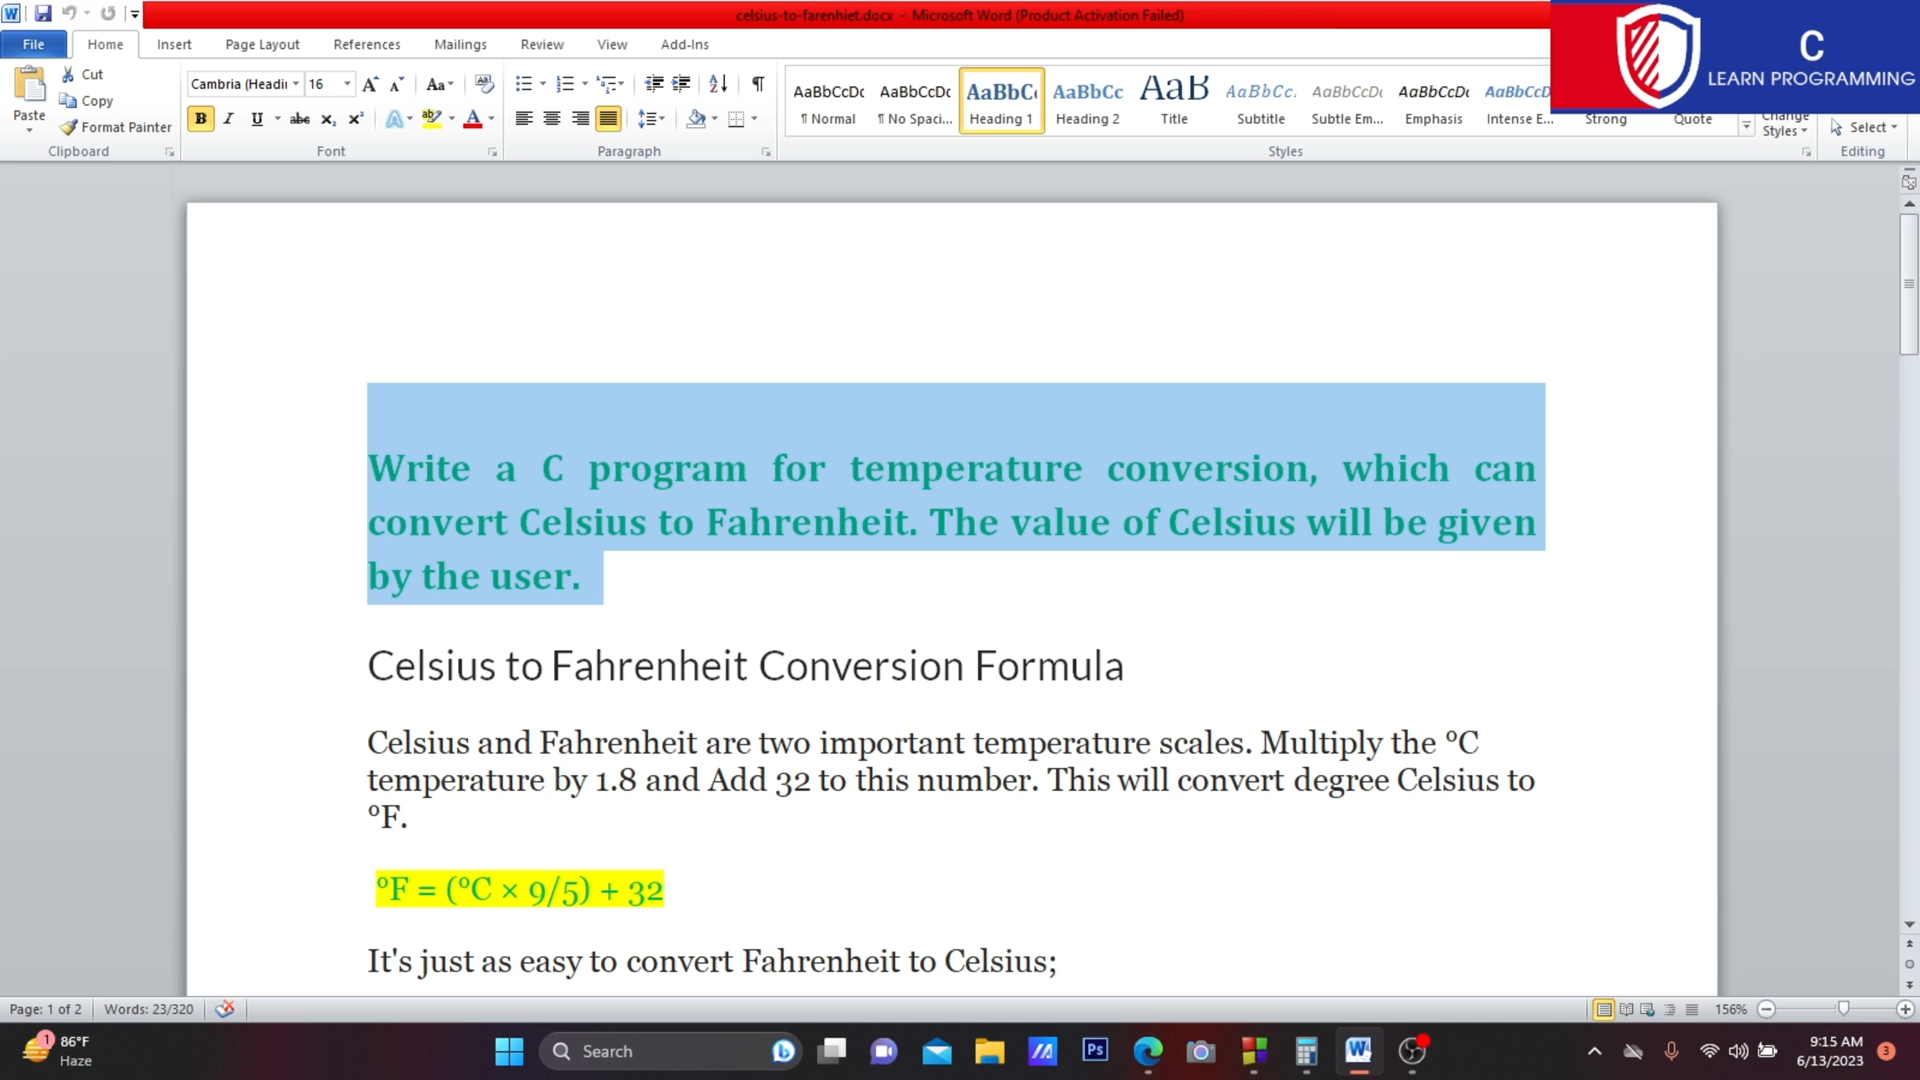 celsius-to-farenhiet.docx - Microsoft Word (Product Activation Failed)
File Home Insert Page Layout References Mailings Review View Add-Ins
C
LEARN PROGRAMMING
Paste
Cut
Copy
Format Painter
Clipboard
Cambria (Headi 16
Font
Paragraph
AaBbCcDc AaBbCcDc AaBbC AaBbCc AaB AaBbCc. AaBbCcDc AaBbCcDc AaBbCcD
¶ Normal ¶ No Spaci... Heading 1 Heading 2 Title Subtitle Subtle Em... Emphasis Intense E... Strong Quote
Styles
Change
Styles
Select
Editing
Write a C program for temperature conversion, which can
convert Celsius to Fahrenheit. The value of Celsius will be given
by the user.
Celsius to Fahrenheit Conversion Formula
Celsius and Fahrenheit are two important temperature scales. Multiply the °C
temperature by 1.8 and Add 32 to this number. This will convert degree Celsius to
°F.
°F = (°C × 9/5) + 32
It's just as easy to convert Fahrenheit to Celsius;
Page: 1 of 2 Words: 23/320 156%
1
86°F
Haze
Search
Ps
9:15 AM
6/13/2023
3